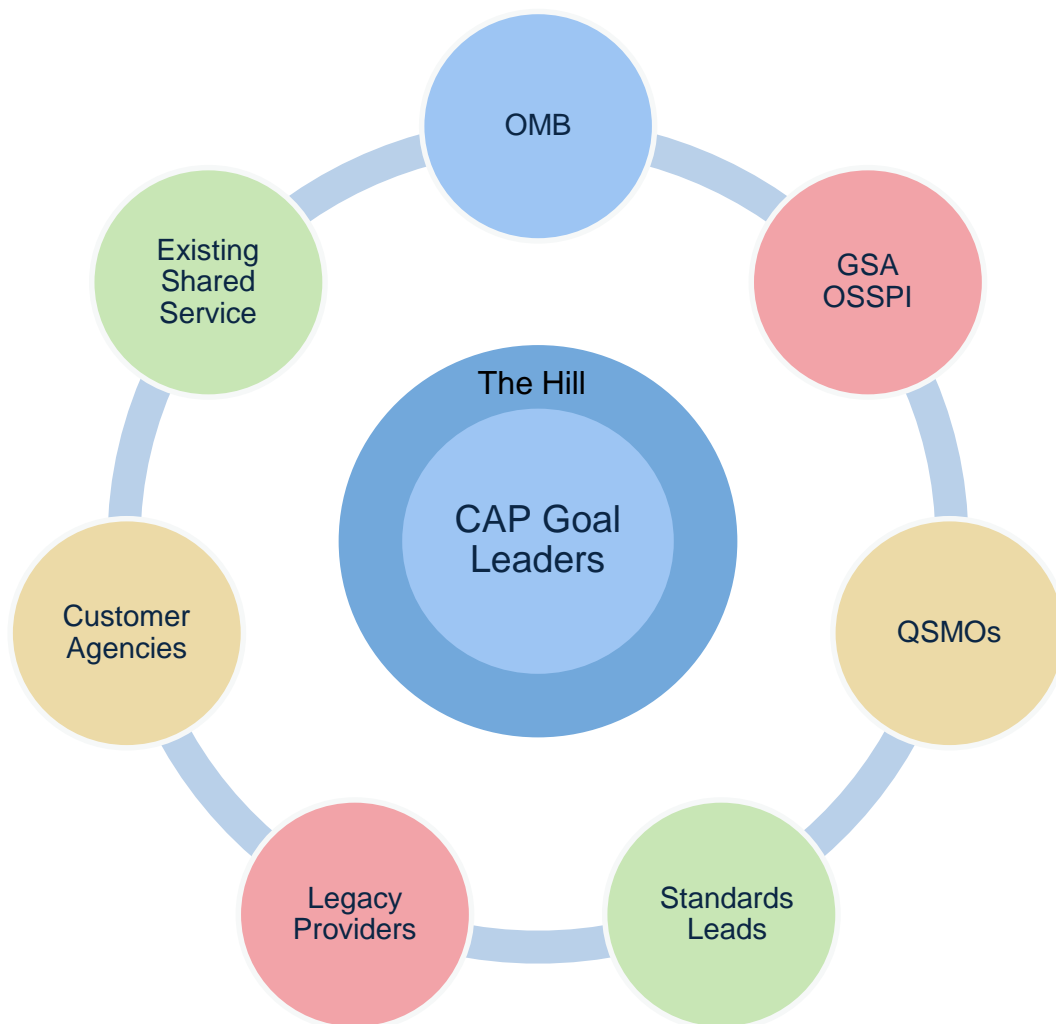 OMB
GSA
OSSPI
QSMOs
Standards
Leads
Legacy
Providers
Customer
Agencies
Existing
Shared
Service
The Hill
CAP Goal
Leaders